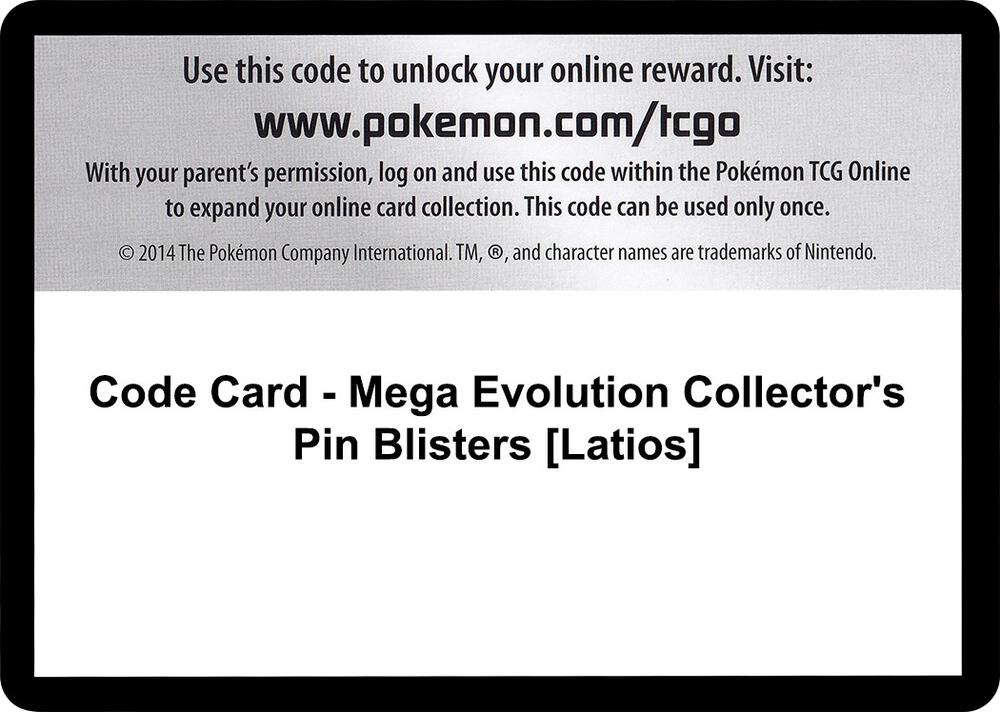 Use this code to unlock your online reward. Visit:
www.pokemon.com/tcgo
With your parent's permission, log on and use this code within the Pokémon TCG Online
to expand your online card collection. This code can be used only once.
© 2014 The Pokémon Company International. TM, ®, and character names are trademarks of Nintendo.
Code Card - Mega Evolution Collector's
Pin Blisters [Latios]